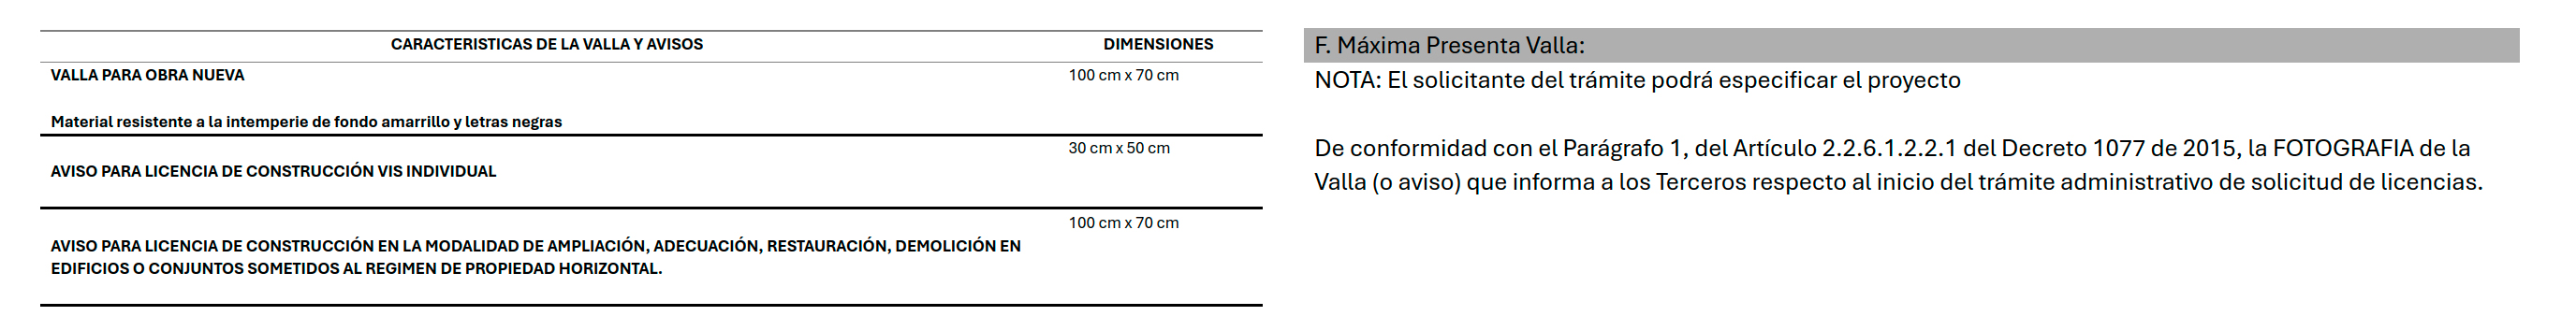 CARACTERISTICAS DE LA VALLA Y AVISOS DIMENSIONES
VALLA PARA OBRA NUEVA 100 cm x 70 cm
Material resistente a la intemperie de fondo amarrillo y letras negras
30 cm x 50 cm
AVISO PARA LICENCIA DE CONSTRUCCIÓN VIS INDIVIDUAL
100 cm x 70 cm
AVISO PARA LICENCIA DE CONSTRUCCIÓN EN LA MODALIDAD DE AMPLIACIÓN, ADECUACIÓN, RESTAURACIÓN, DEMOLICIÓN EN
EDIFICIOS O CONJUNTOS SOMETIDOS AL REGIMEN DE PROPIEDAD HORIZONTAL.
F. Máxima Presenta Valla:
NOTA: El solicitante del trámite podrá especificar el proyecto
De conformidad con el Parágrafo 1, del Artículo 2.2.6.1.2.2.1 del Decreto 1077 de 2015, la FOTOGRAFIA de la
Valla (o aviso) que informa a los Terceros respecto al inicio del trámite administrativo de solicitud de licencias.